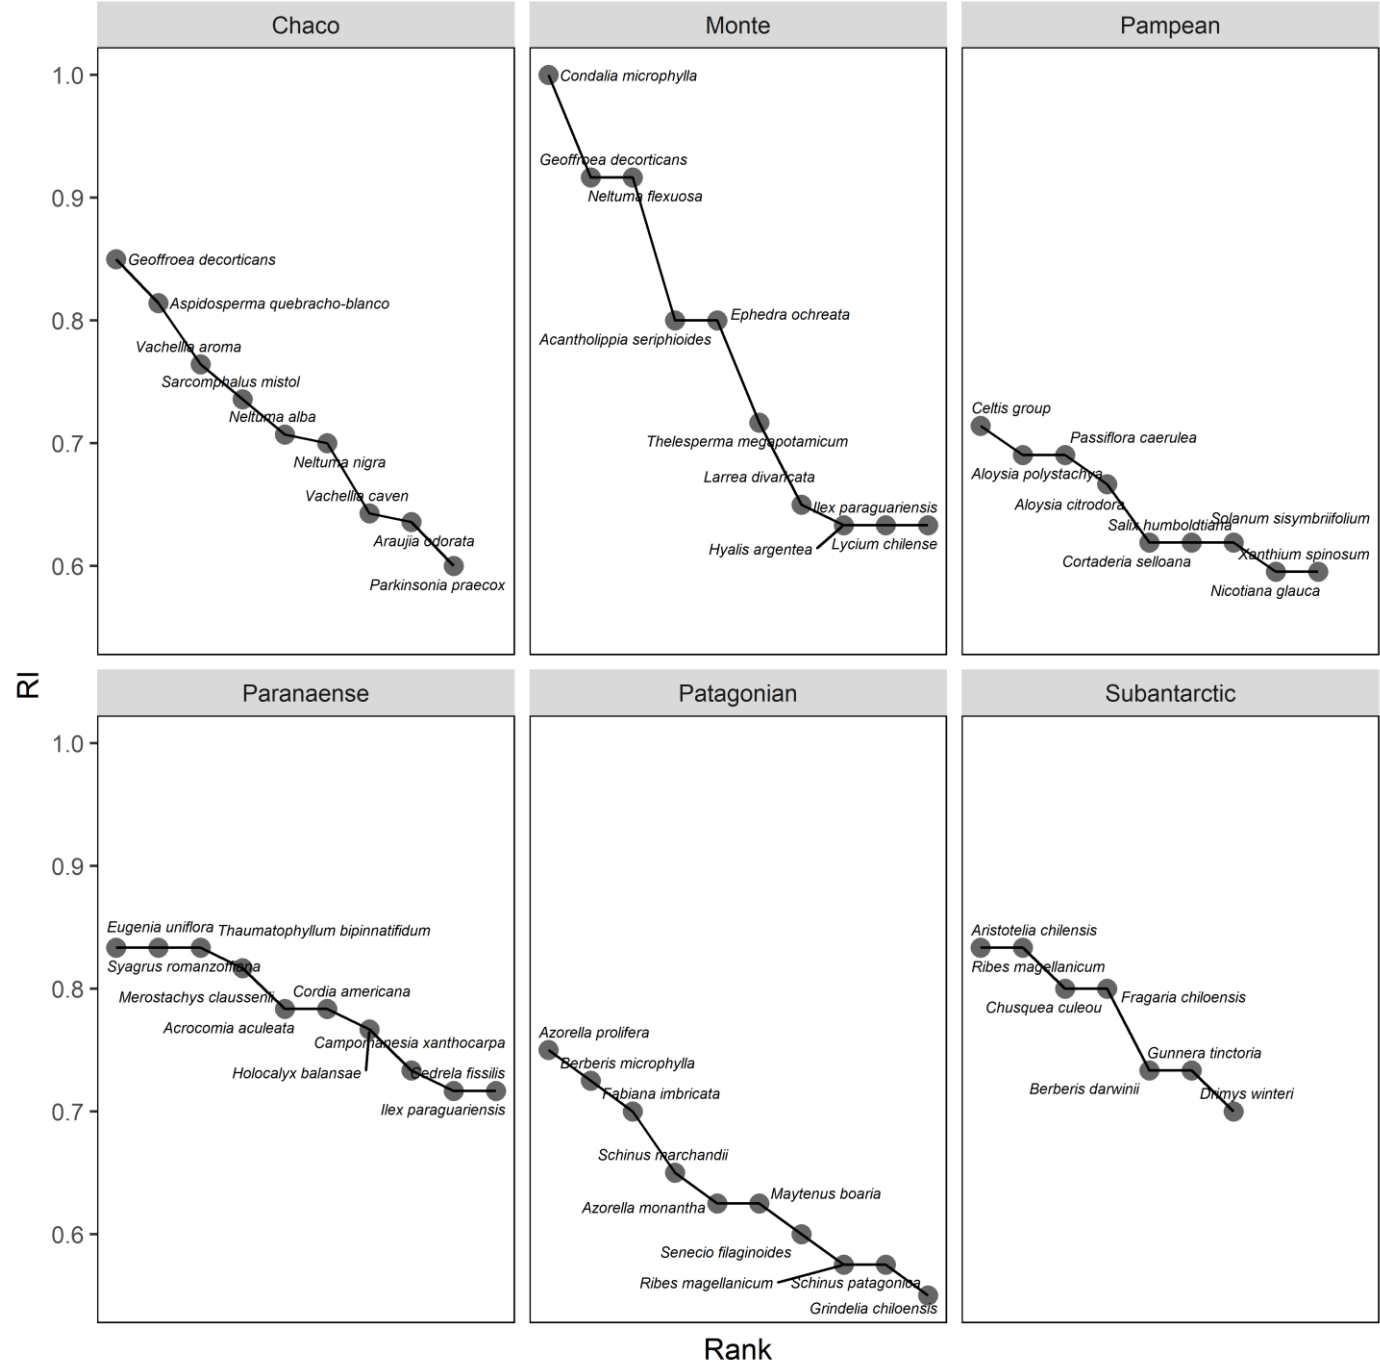 Chaco
Monte
Pampean
RI
1.0
0.9
0.8
0.7
0.6
Geoffroea decorticans
Aspidosperma quebracho-blanco
Vachellia aroma
Sarcomphalus mistol
Neltuma alba
Neltuma nigra
Vachellia caven
Araujia odorata
Parkinsonia praecox
Condalia microphylla
Geoffroea decorticans
Neltuma flexuosa
Acantholippia seriphioides
Ephedra ochreata
Thelesperma megapotamicum
Larrea divaricata
Ilex paraguariensis
Hyalis argentea
Lycium chilense
Celtis group
Passiflora caerulea
Aloysia polystachya
Aloysia citrodora
Salix humboldtiana
Solanum sisymbriifolium
Cortaderia selloana
Xanthium spinosum
Nicotiana glauca
Paranaense
Patagonian
Subantarctic
1.0
0.9
0.8
0.7
0.6
Eugenia uniflora
Thaumatophyllum bipinnatifidum
Syagrus romanzoffiana
Merostachys claussenii
Cordia americana
Acrocomia aculeata
Campomanesia xanthocarpa
Holocalyx balansae
Cedrela fissilis
Ilex paraguariensis
Azorella prolifera
Berberis microphylla
Fabiana imbricata
Schinus marchandii
Azorella monantha
Maytenus boaria
Senecio filaginoides
Ribes magellanicum
Schinus patagonica
Grindelia chiloensis
Aristotelia chilensis
Ribes magellanicum
Chusquea culeou
Fragaria chiloensis
Gunnera tinctoria
Berberis darwinii
Drimys winteri
Rank